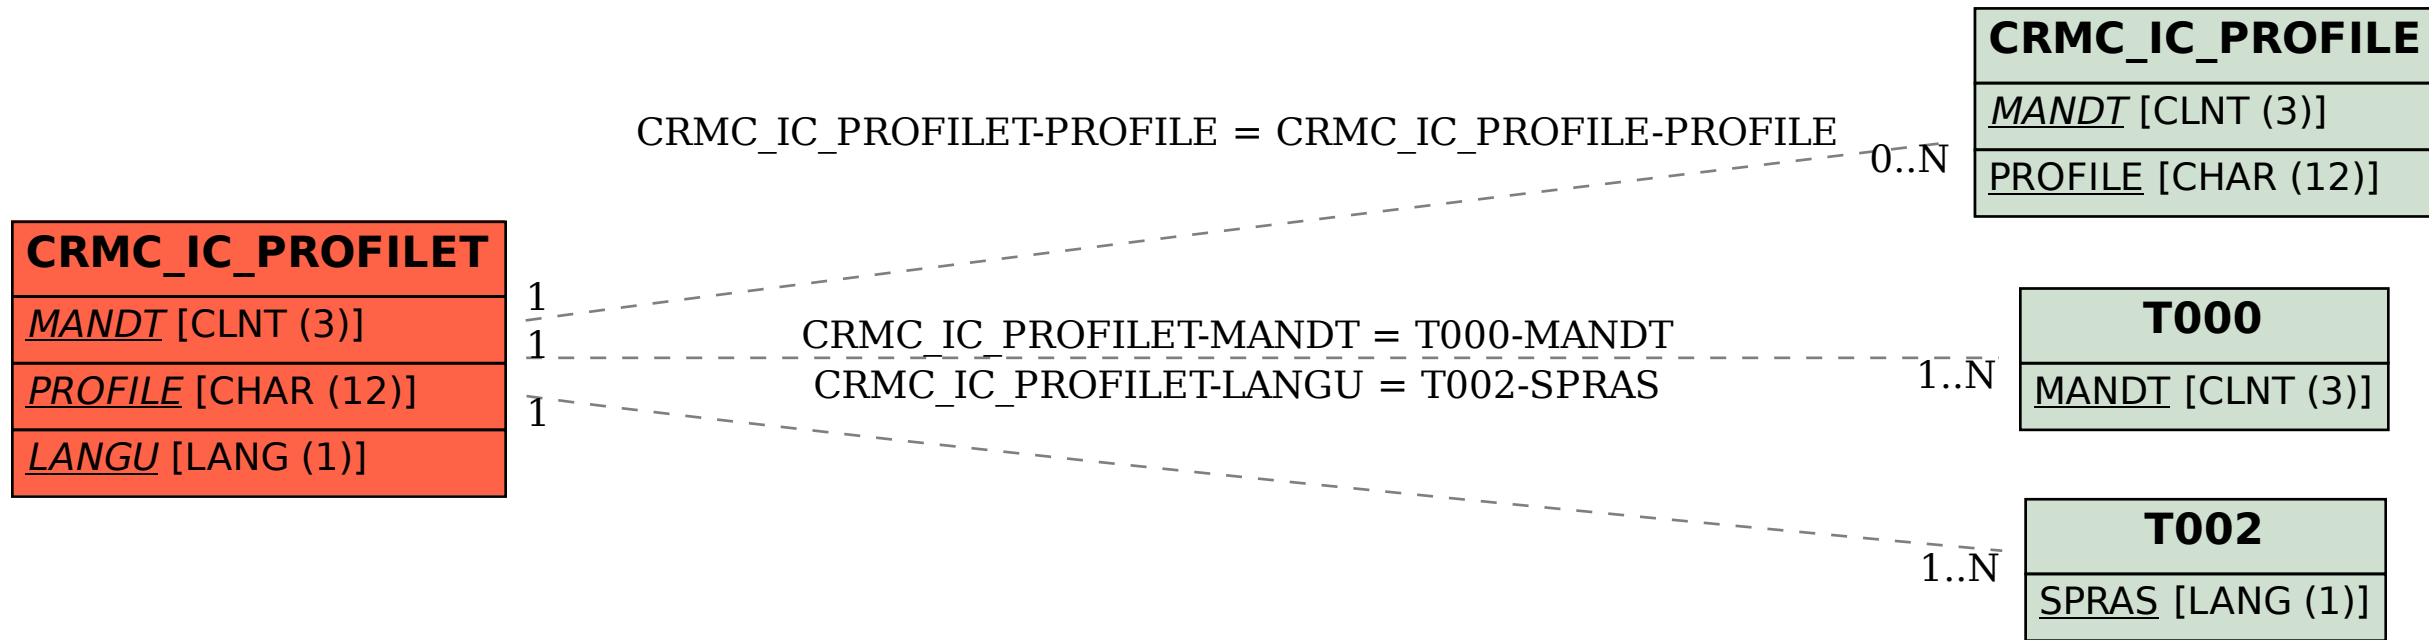 CRMC_IC_PROFILE
MANDT [CLNT (3)]
PROFILE [CHAR (12)]
CRMC_IC_PROFILET-PROFILE = CRMC_IC_PROFILE-PROFILE
0..N
CRMC_IC_PROFILET
MANDT [CLNT (3)]
PROFILE [CHAR (12)]
LANGU [LANG (1)]
1
1
1
CRMC_IC_PROFILET-MANDT = T000-MANDT
1..N
CRMC_IC_PROFILET-LANGU = T002-SPRAS
1..N
T000
MANDT [CLNT (3)]
T002
SPRAS [LANG (1)]